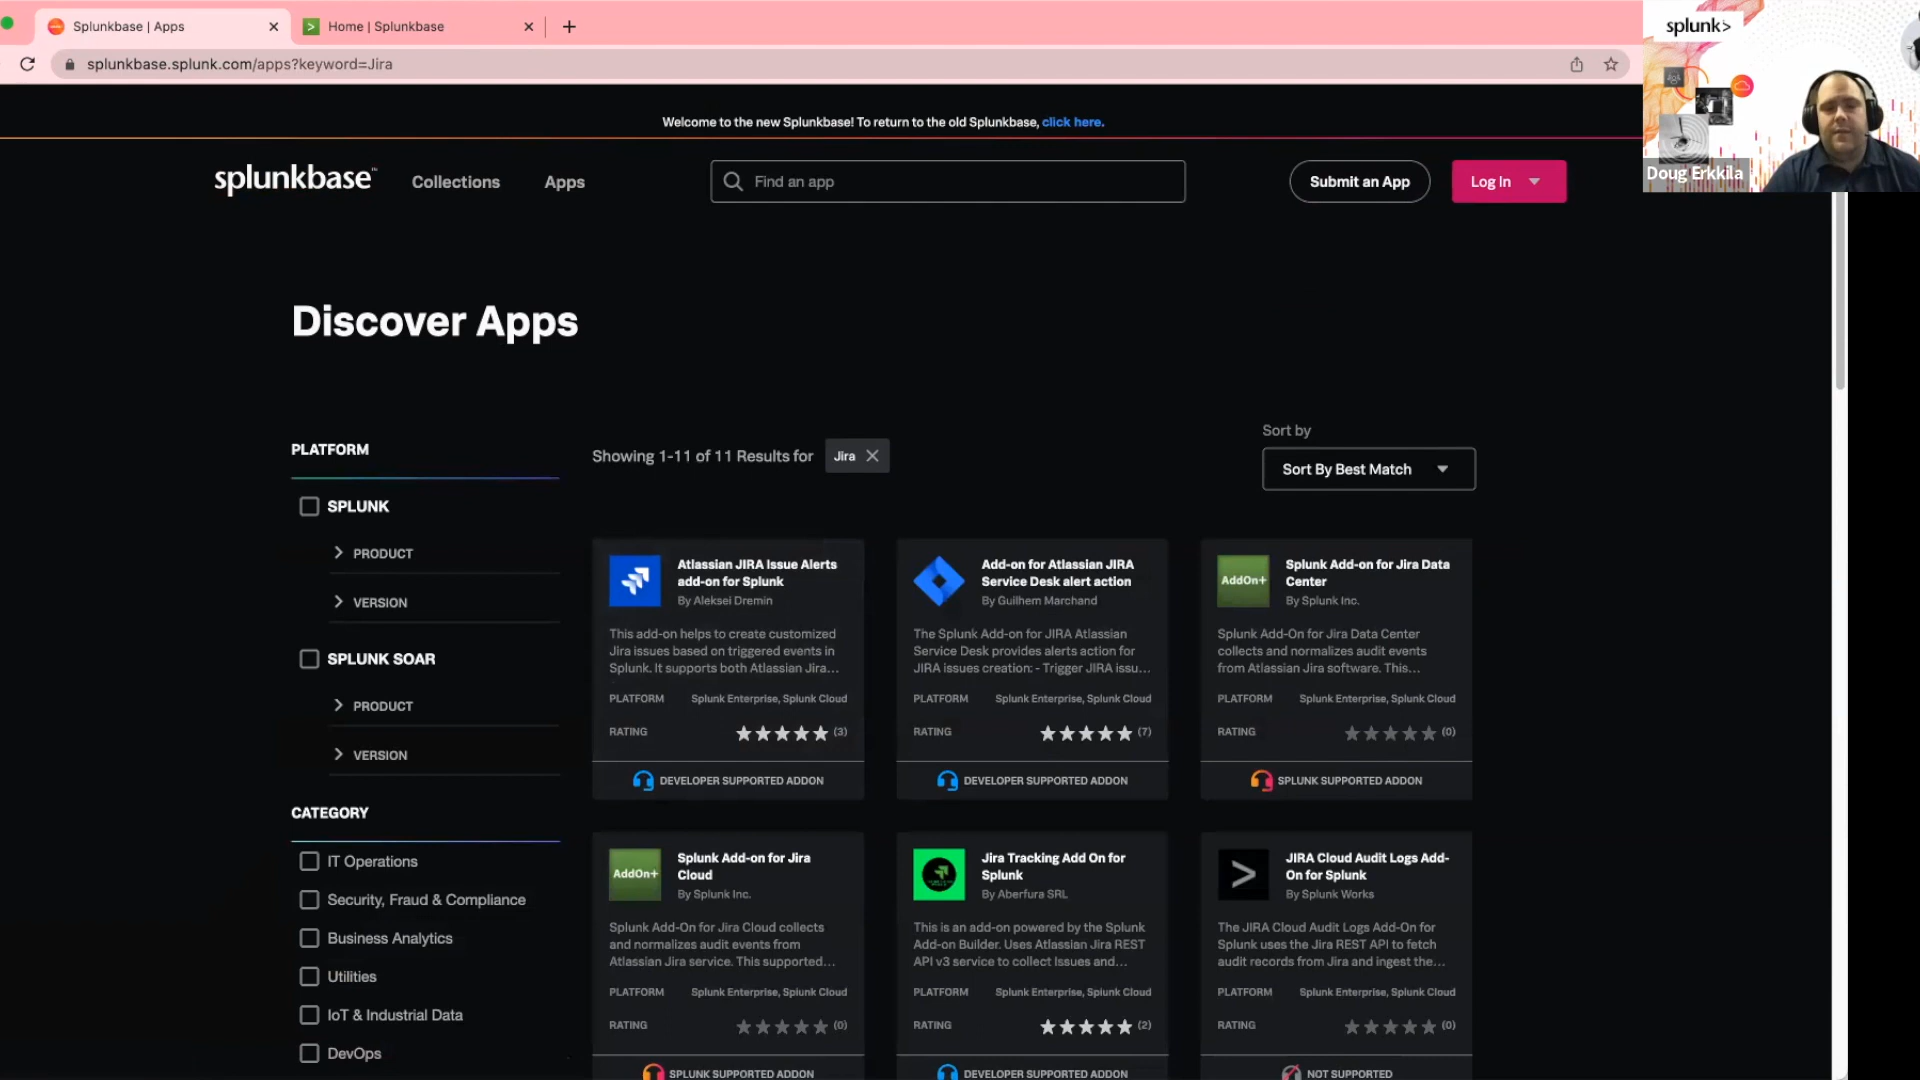 Splunkbase | Apps
Home | Splunkbase
splunkbase.splunk.com/apps?keyword=Jira
splunk>
Doug Erkkila
Welcome to the new Splunkbase! To return to the old Splunkbase, click here.
splunkbase™
Collections
Apps
Find an app
Submit an App
Log In
Discover Apps
PLATFORM
SPLUNK
PRODUCT
VERSION
SPLUNK SOAR
PRODUCT
VERSION
CATEGORY
IT Operations
Security, Fraud & Compliance
Business Analytics
Utilities
IoT & Industrial Data
DevOps
Showing 1-11 of 11 Results for
Jira
Sort by
Sort By Best Match
Atlassian JIRA Issue Alerts
add-on for Splunk
By Aleksei Dremin
This add-on helps to create customized
Jira issues based on triggered events in
Splunk. It supports both Atlassian Jira...
PLATFORM Splunk Enterprise, Splunk Cloud
RATING (3)
DEVELOPER SUPPORTED ADDON
Add-on for Atlassian JIRA
Service Desk alert action
By Guilhem Marchand
The Splunk Add-on for JIRA Atlassian
Service Desk provides alerts action for
JIRA issues creation: - Trigger JIRA issu...
PLATFORM Splunk Enterprise, Splunk Cloud
RATING (7)
DEVELOPER SUPPORTED ADDON
AddOn+
Splunk Add-on for Jira Data
Center
By Splunk Inc.
Splunk Add-On for Jira Data Center
collects and normalizes audit events
from Atlassian Jira software. This...
PLATFORM Splunk Enterprise, Splunk Cloud
RATING (0)
SPLUNK SUPPORTED ADDON
AddOn+
Splunk Add-on for Jira
Cloud
By Splunk Inc.
Splunk Add-On for Jira Cloud collects
and normalizes audit events from
Atlassian Jira service. This supported...
PLATFORM Splunk Enterprise, Splunk Cloud
RATING (0)
SPLUNK SUPPORTED ADDON
Jira Tracking Add On for
Splunk
By Aberfura SRL
This is an add-on powered by the Splunk
Add-on Builder. Uses Atlassian Jira REST
API v3 service to collect Issues and...
PLATFORM Splunk Enterprise, Splunk Cloud
RATING (2)
DEVELOPER SUPPORTED ADDON
JIRA Cloud Audit Logs Add-
On for Splunk
By Splunk Works
The JIRA Cloud Audit Logs Add-On for
Splunk uses the Jira REST API to fetch
audit records from Jira and ingest the...
PLATFORM Splunk Enterprise, Splunk Cloud
RATING (0)
NOT SUPPORTED